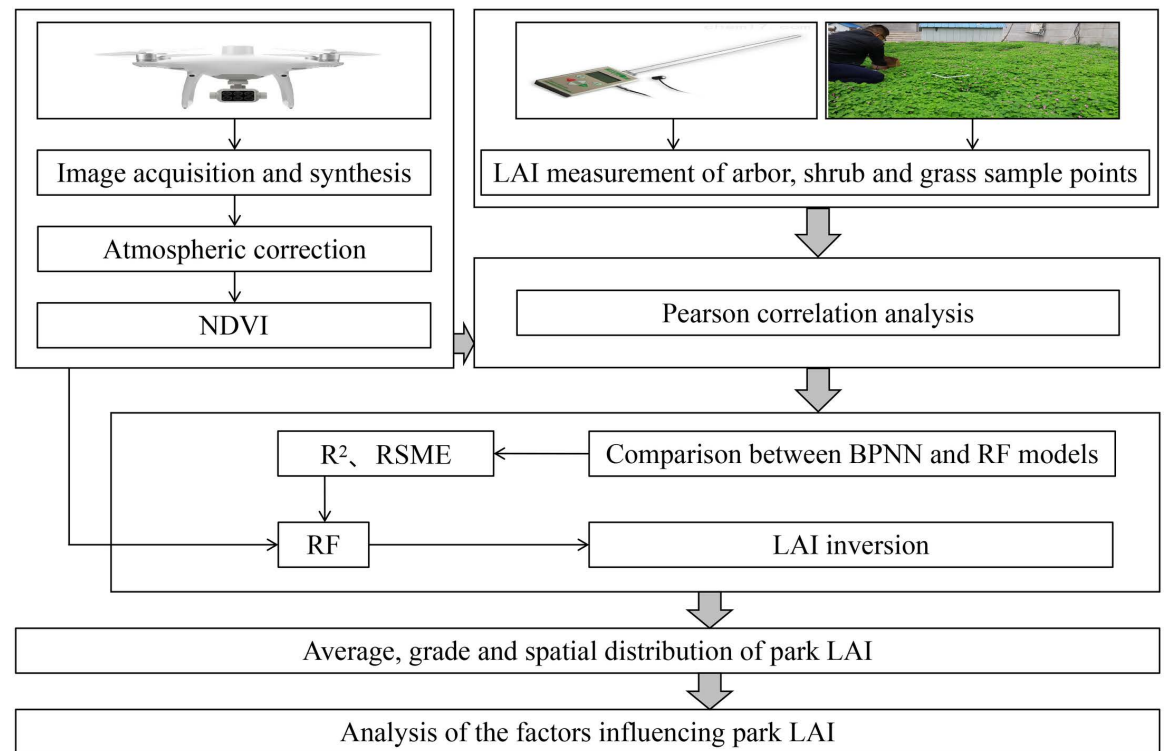 Image acquisition and synthesis
Atmospheric correction
NDVI
LAI measurement of arbor, shrub and grass sample points
Pearson correlation analysis
Comparison between BPNN and RF models
R²、RSME
RF
LAI inversion
Average, grade and spatial distribution of park LAI
Analysis of the factors influencing park LAI